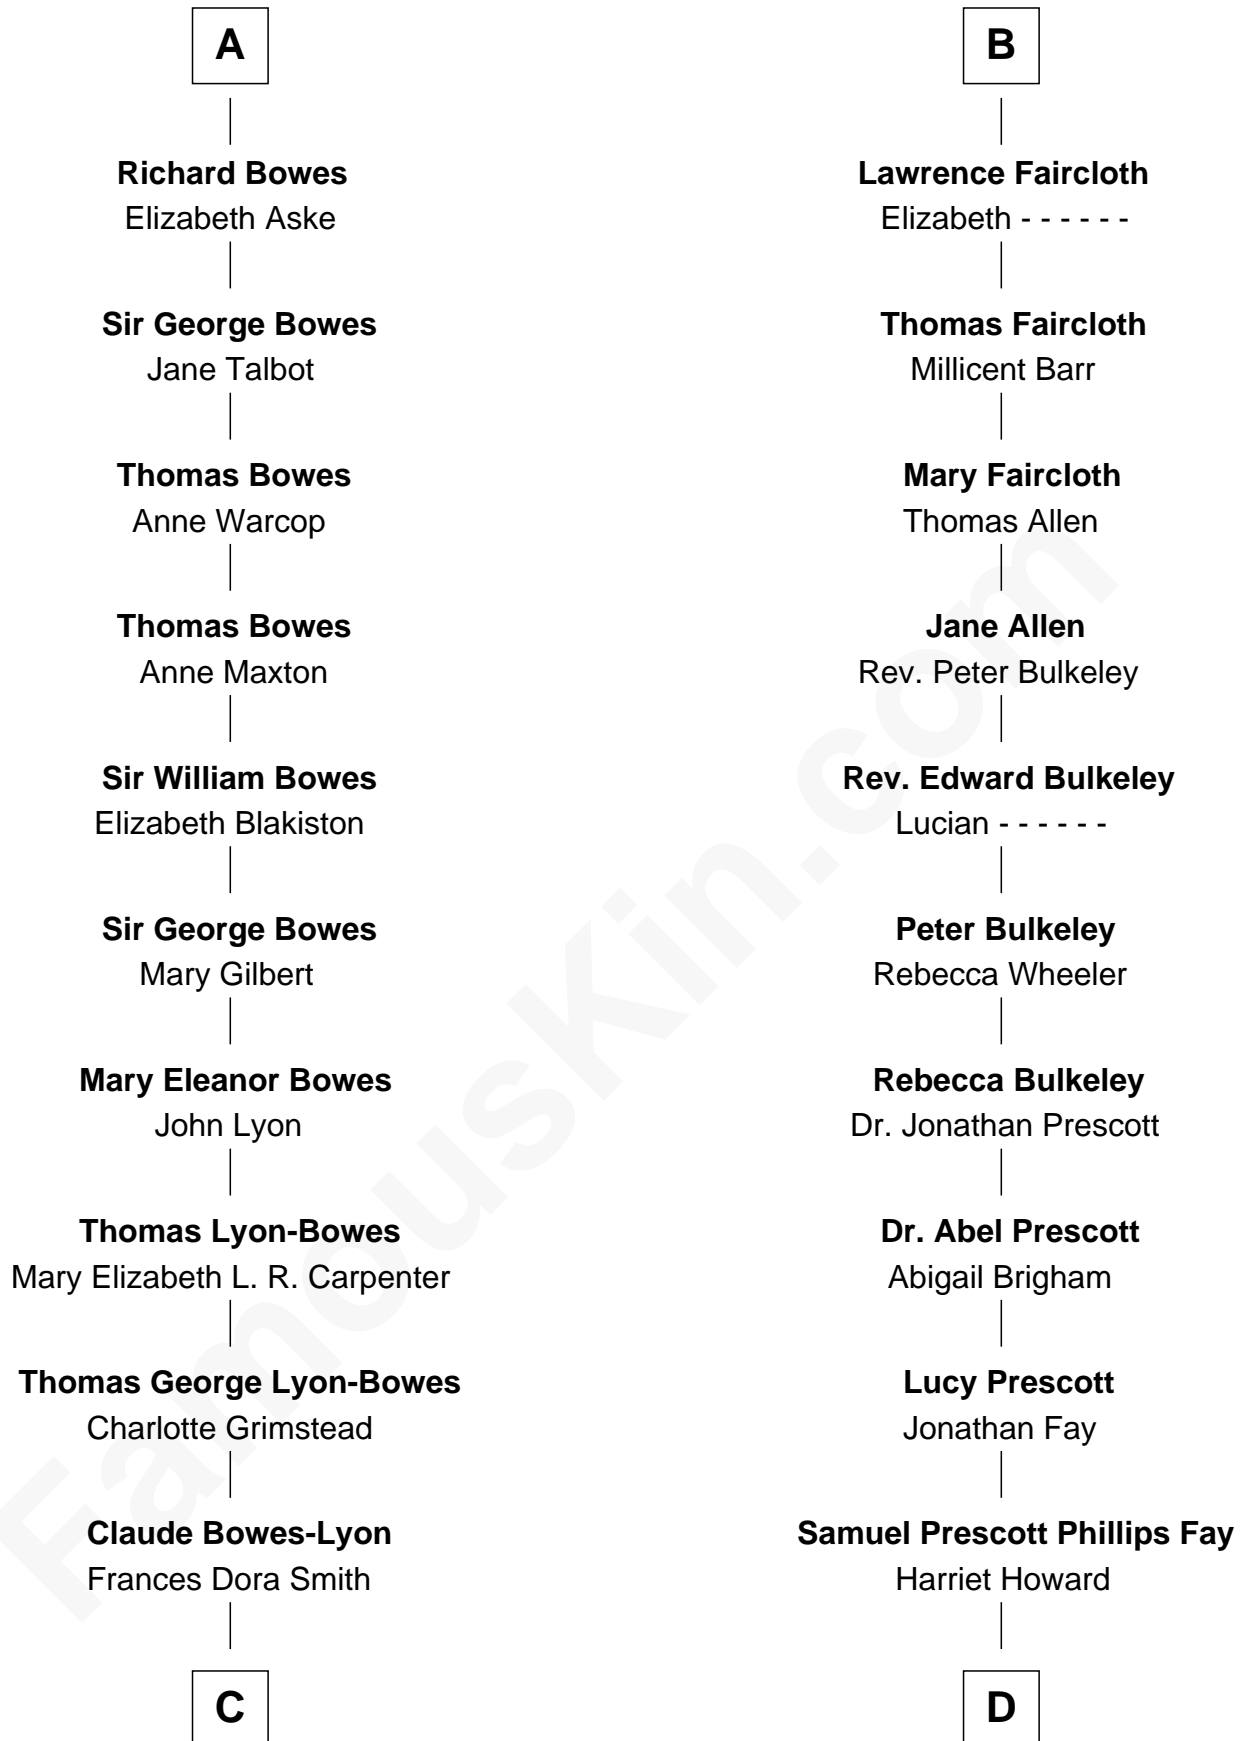 A
Richard Bowes
Elizabeth Aske
Sir George Bowes
Jane Talbot
Thomas Bowes
Anne Warcop
Thomas Bowes
Anne Maxton
Sir William Bowes
Elizabeth Blakiston
Sir George Bowes
Mary Gilbert
Mary Eleanor Bowes
John Lyon
Thomas Lyon-Bowes
Mary Elizabeth L. R. Carpenter
Thomas George Lyon-Bowes
Charlotte Grimstead
Claude Bowes-Lyon
Frances Dora Smith
C
B
Lawrence Faircloth
Elizabeth - - - - - -
Thomas Faircloth
Millicent Barr
Mary Faircloth
Thomas Allen
Jane Allen
Rev. Peter Bulkeley
Rev. Edward Bulkeley
Lucian - - - - - -
Peter Bulkeley
Rebecca Wheeler
Rebecca Bulkeley
Dr. Jonathan Prescott
Dr. Abel Prescott
Abigail Brigham
Lucy Prescott
Jonathan Fay
Samuel Prescott Phillips Fay
Harriet Howard
D
FamousKin.com